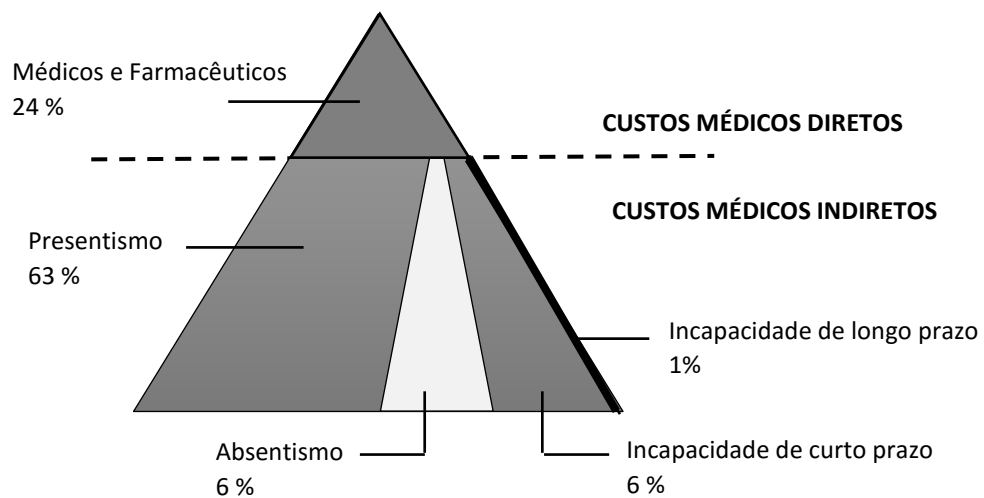 Médicos e Farmacêuticos
24 %
CUSTOS MÉDICOS DIRETOS
CUSTOS MÉDICOS INDIRETOS
Presentismo
63 %
Incapacidade de longo prazo
1%
Absentismo
6 %
Incapacidade de curto prazo
6 %